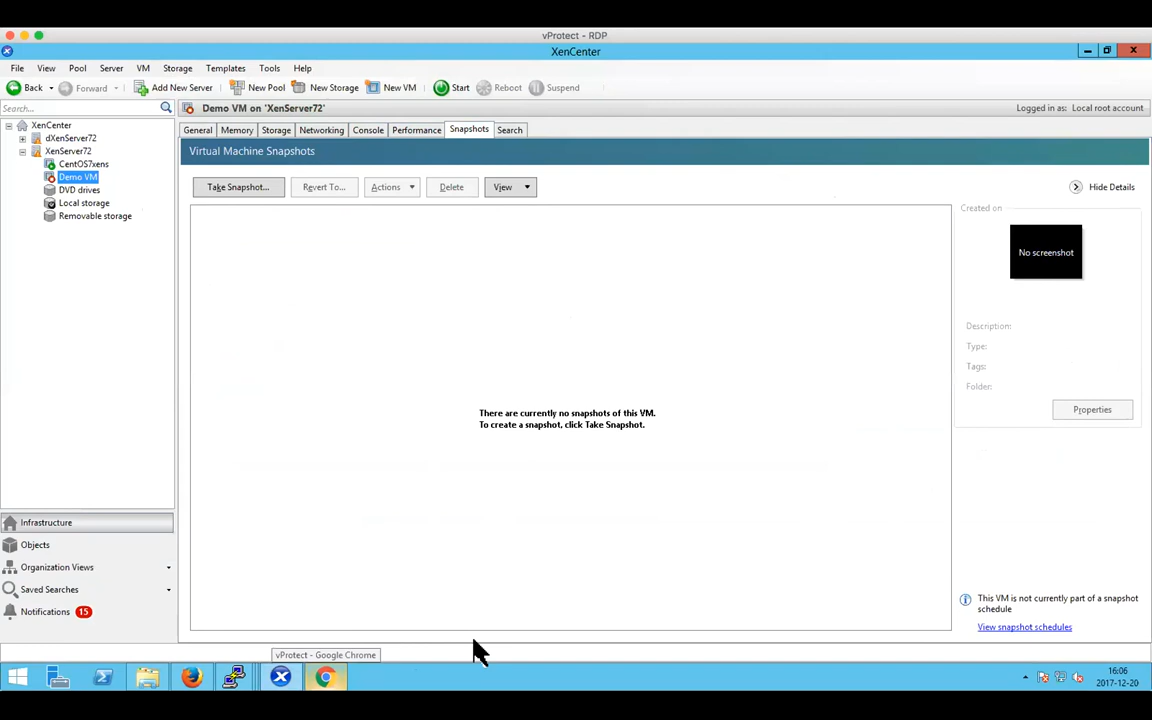 vProtect - RDP
XenCenter
File View Pool Server VM Storage Templates Tools Help
Back Forward Add New Server New Pool New Storage New VM Start Reboot Suspend
Search...
Demo VM on 'XenServer72'
Logged in as: Local root account
XenCenter
dXenServer72
XenServer72
CentOS7xens
Demo VM
DVD drives
Local storage
Removable storage
General Memory Storage Networking Console Performance Snapshots Search
Virtual Machine Snapshots
Take Snapshot... Revert To... Actions Delete View
Hide Details
Created on
No screenshot
Description:
Type:
Tags:
Folder:
Properties
There are currently no snapshots of this VM.
To create a snapshot, click Take Snapshot.
Infrastructure
Objects
Organization Views
Saved Searches
Notifications 15
This VM is not currently part of a snapshot
schedule
View snapshot schedules
vProtect - Google Chrome
16:06
2017-12-20